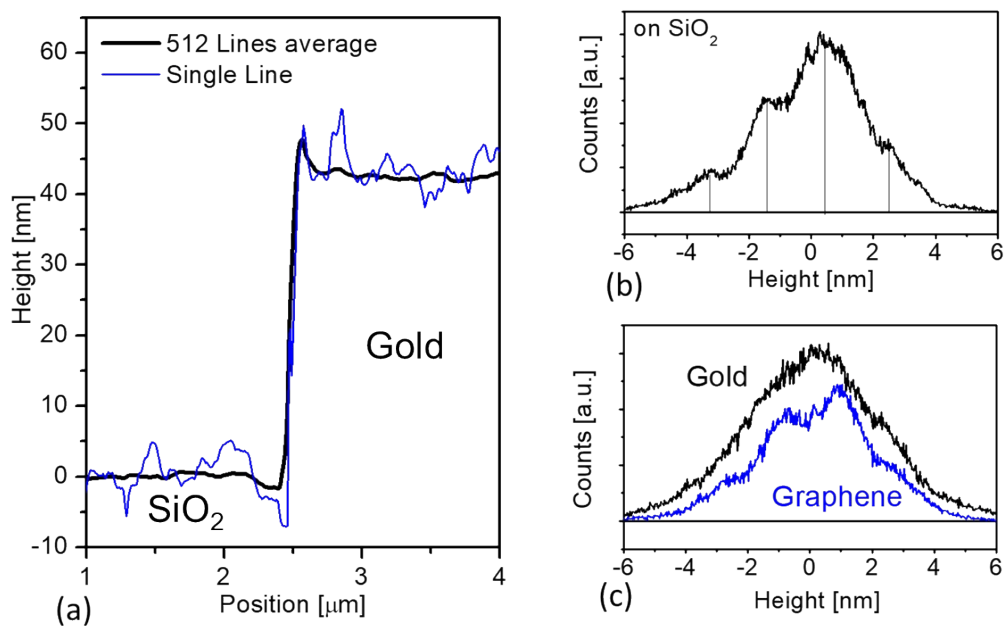 512 Lines average
Single Line
Height [nm]
60
50
40
30
20
10
0
-10
Gold
SiO₂
1 2 3 4
Position [μm]
(a)
on SiO₂
Counts [a.u.]
-6 -4 -2 0 2 4 6
Height [nm]
(b)
Gold
Graphene
Counts [a.u.]
-6 -4 -2 0 2 4 6
Height [nm]
(c)